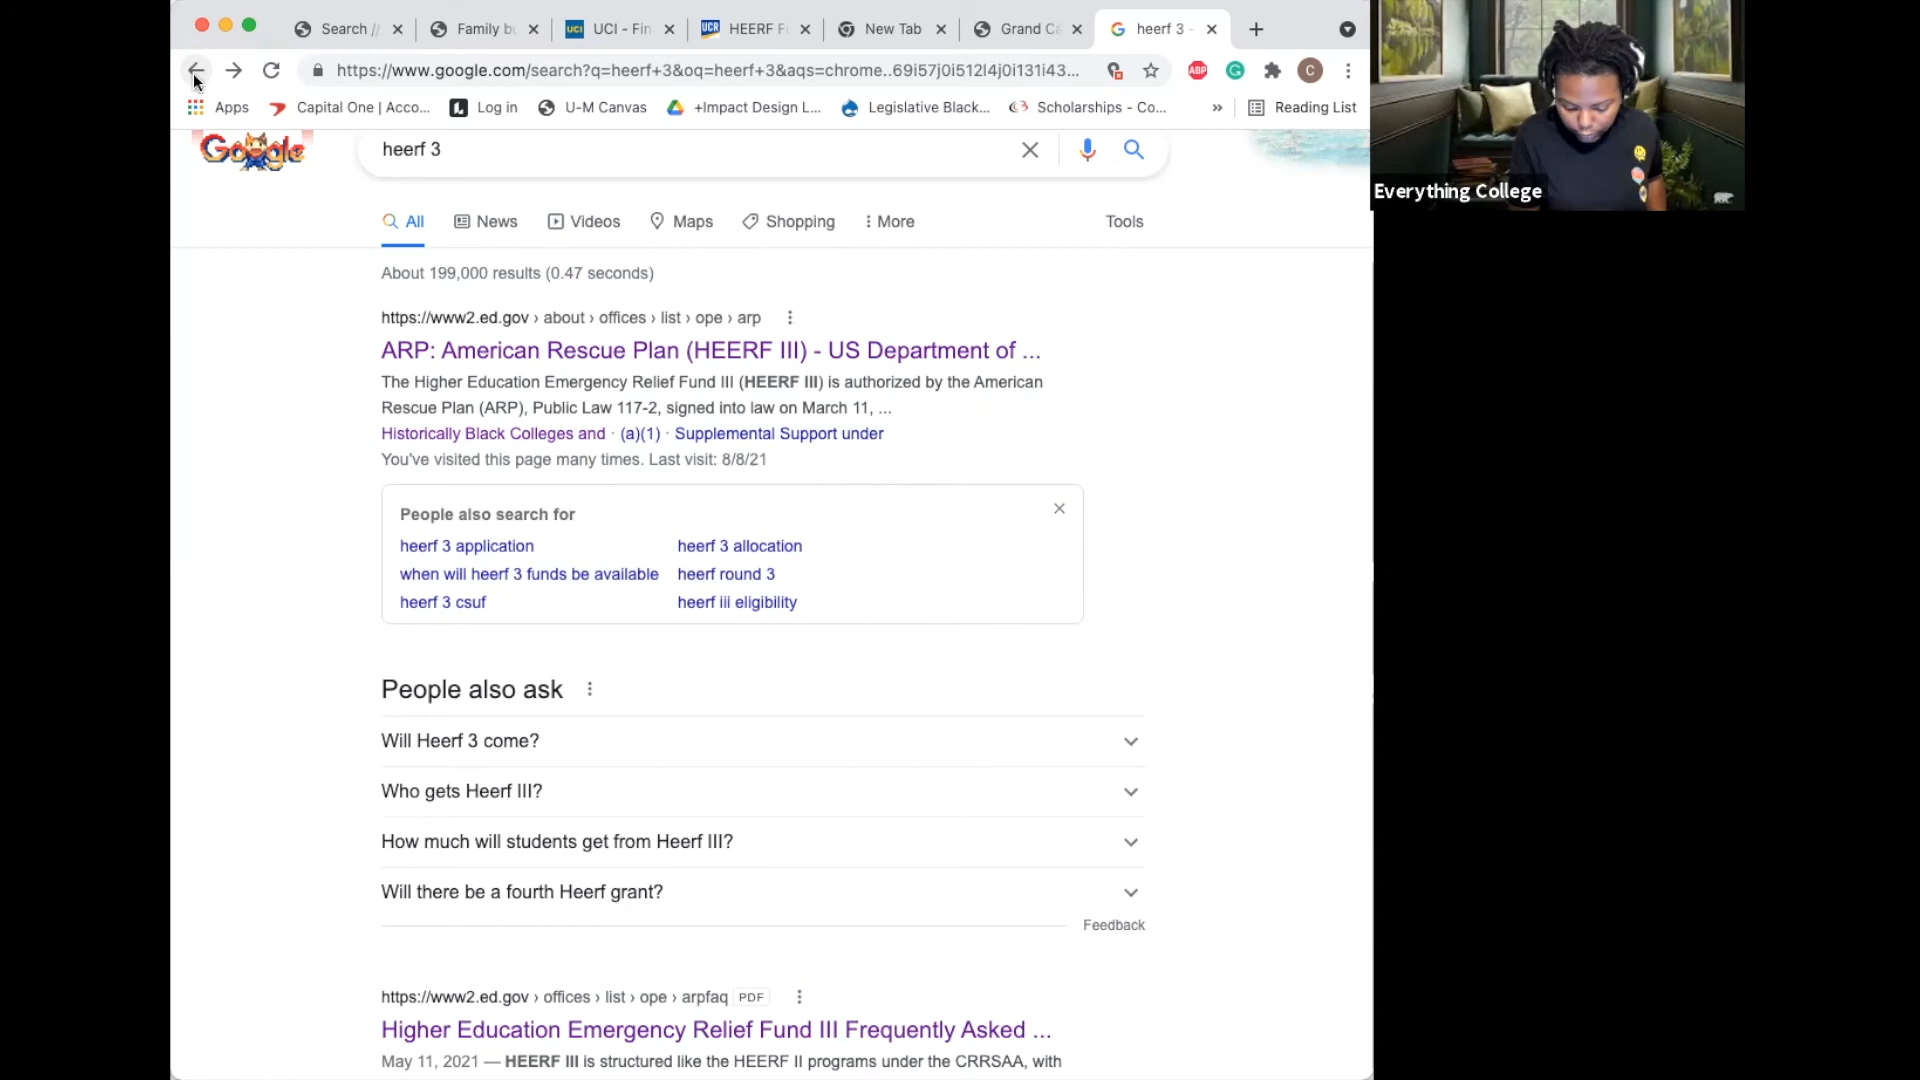 Search //
Family b
UCI
UCI - Fin
UCR
HEERF F
New Tab
Grand Ca
heerf 3 -
https://www.google.com/search?q=heerf+3&oq=heerf+3&aqs=chrome..69i57j0i512l4j0i131i43...
ABP
C
Apps
Capital One | Acco...
Log in
U-M Canvas
+Impact Design L...
Legislative Black...
Scholarships - Co...
»
Reading List
Everything College
Google
heerf 3
All
News
Videos
Maps
Shopping
More
Tools
About 199,000 results (0.47 seconds)
https://www2.ed.gov › about › offices › list › ope › arp
ARP: American Rescue Plan (HEERF III) - US Department of ...
The Higher Education Emergency Relief Fund III (HEERF III) is authorized by the American
Rescue Plan (ARP), Public Law 117-2, signed into law on March 11, ...
Historically Black Colleges and · (a)(1) · Supplemental Support under
You've visited this page many times. Last visit: 8/8/21
People also search for
heerf 3 application
heerf 3 allocation
when will heerf 3 funds be available
heerf round 3
heerf 3 csuf
heerf iii eligibility
People also ask
Will Heerf 3 come?
Who gets Heerf III?
How much will students get from Heerf III?
Will there be a fourth Heerf grant?
Feedback
https://www2.ed.gov › offices › list › ope › arpfaq PDF
Higher Education Emergency Relief Fund III Frequently Asked ...
May 11, 2021 — HEERF III is structured like the HEERF II programs under the CRRSAA, with